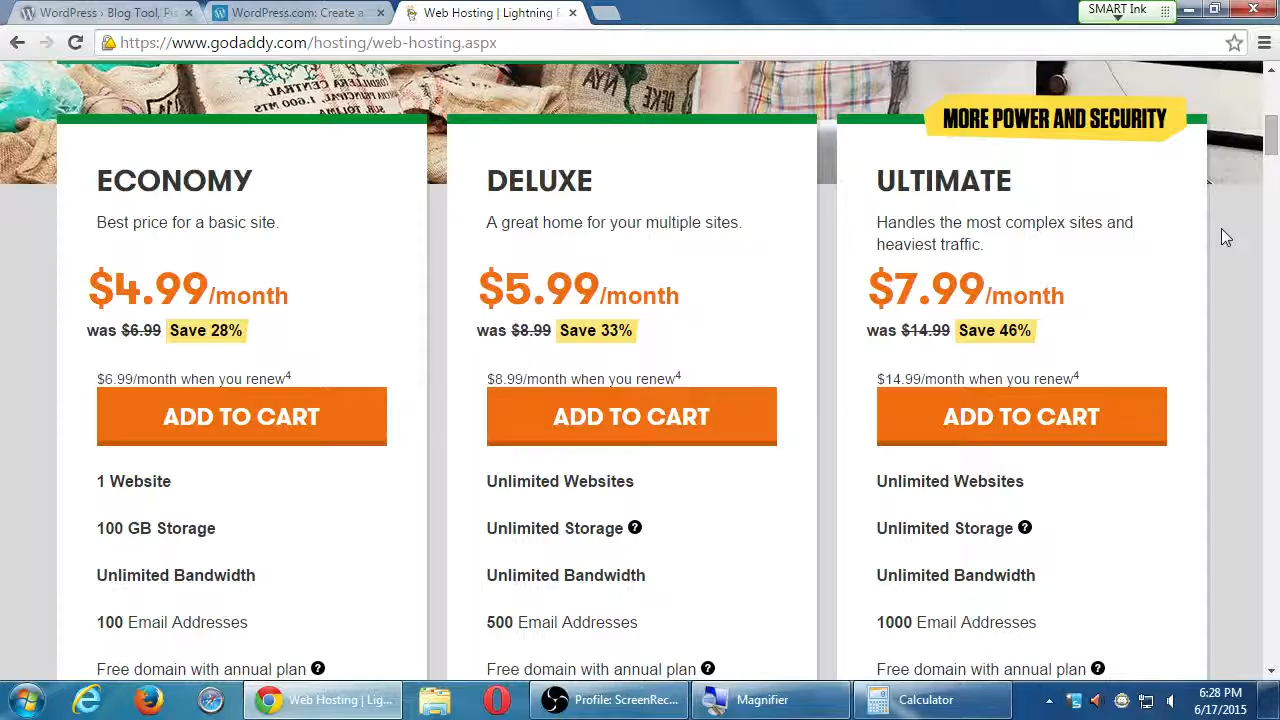 WordPress › Blog Tool, Pu
WordPress.com: Create a
Web Hosting | Lightning F
SMART Ink
https://www.godaddy.com/hosting/web-hosting.aspx
MORE POWER AND SECURITY
ECONOMY
Best price for a basic site.
$4.99/month
was $6.99 Save 28%
$6.99/month when you renew4
ADD TO CART
1 Website
100 GB Storage
Unlimited Bandwidth
100 Email Addresses
Free domain with annual plan ?
DELUXE
A great home for your multiple sites.
$5.99/month
was $8.99 Save 33%
$8.99/month when you renew4
ADD TO CART
Unlimited Websites
Unlimited Storage ?
Unlimited Bandwidth
500 Email Addresses
Free domain with annual plan ?
ULTIMATE
Handles the most complex sites and
heaviest traffic.
$7.99/month
was $14.99 Save 46%
$14.99/month when you renew4
ADD TO CART
Unlimited Websites
Unlimited Storage ?
Unlimited Bandwidth
1000 Email Addresses
Free domain with annual plan ?
Web Hosting | Lig...
Profile: ScreenRec...
Magnifier
Calculator
6:28 PM
6/17/2015